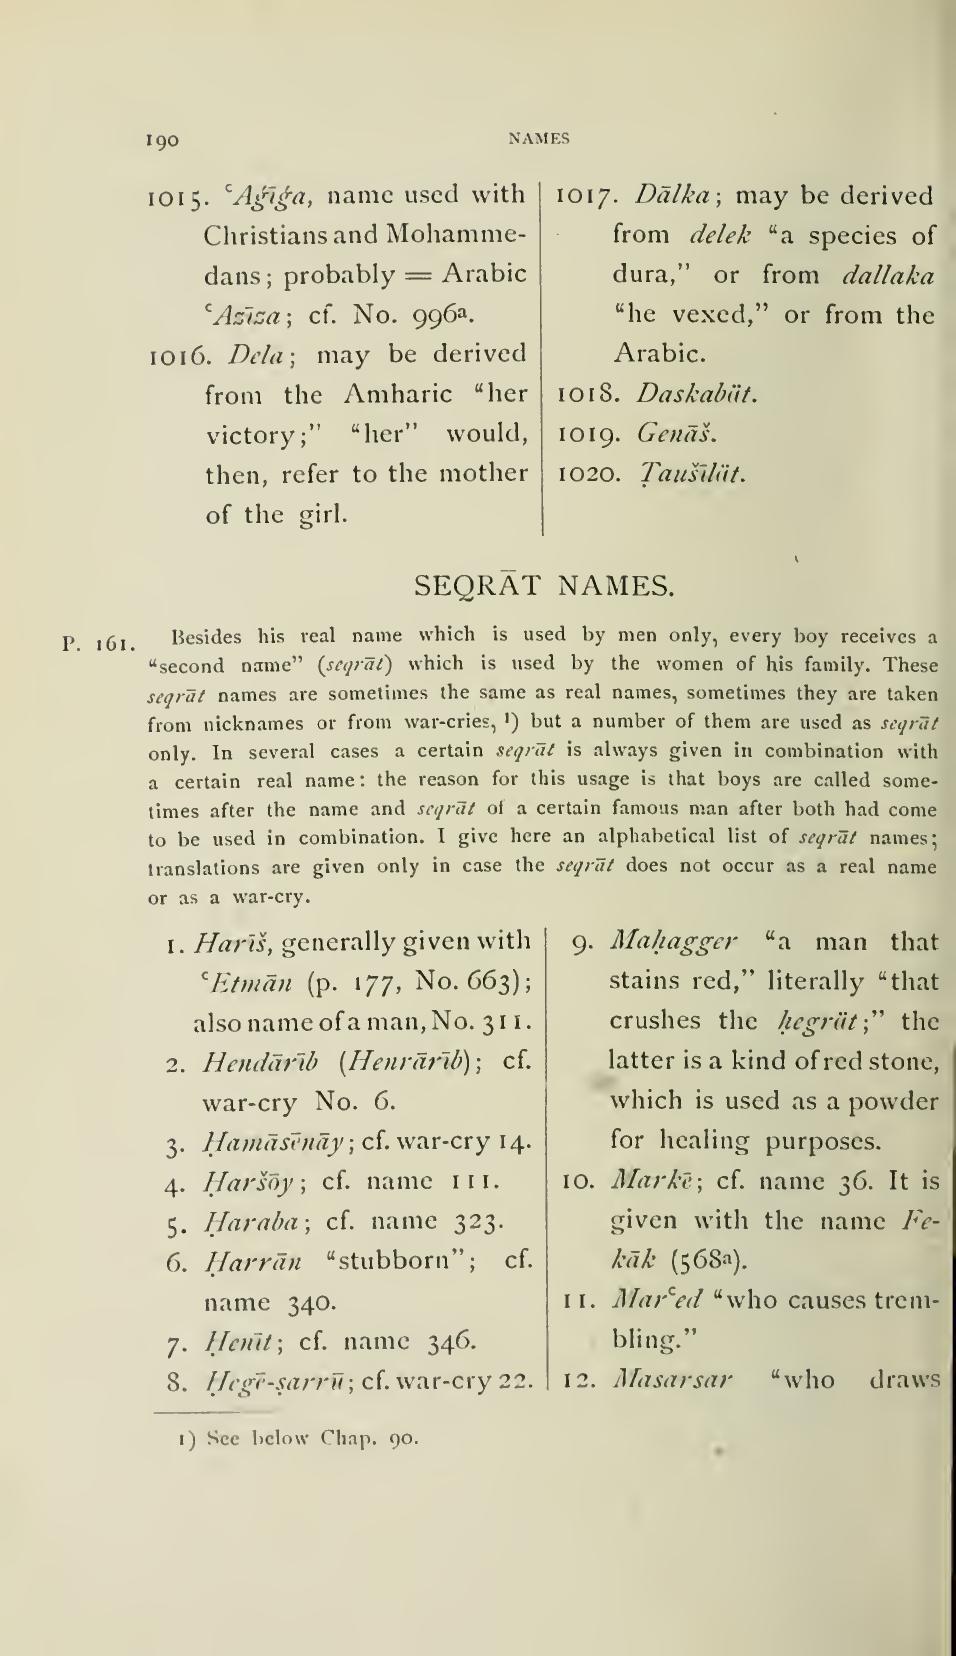 190 NAMES
1015. ʿAǵīǵa, name used with
Christians and Mohamme-
dans; probably = Arabic
ʿAzīza; cf. No. 996a.
1016. Dela; may be derived
from the Amharic “her
victory;” “her” would,
then, refer to the mother
of the girl.
1017. Dālka; may be derived
from delek “a species of
dura,” or from dallaka
“he vexed,” or from the
Arabic.
1018. Daskabät.
1019. Genāš.
1020. Ṭaušīlät.
SEQRĀT NAMES.
P. 161. Besides his real name which is used by men only, every boy receives a
“second name” (seqrāt) which is used by the women of his family. These
seqrāt names are sometimes the same as real names, sometimes they are taken
from nicknames or from war-cries, ¹) but a number of them are used as seqrāt
only. In several cases a certain seqrāt is always given in combination with
a certain real name: the reason for this usage is that boys are called some-
times after the name and seqrāt of a certain famous man after both had come
to be used in combination. I give here an alphabetical list of seqrāt names;
translations are given only in case the seqrāt does not occur as a real name
or as a war-cry.
1. Harīš, generally given with
ʿEtmān (p. 177, No. 663);
also name of a man, No. 311.
2. Hendārīb (Henrārīb); cf.
war-cry No. 6.
3. Ḥamāsēnāy; cf. war-cry 14.
4. Ḥaršōy; cf. name 111.
5. Ḥaraba; cf. name 323.
6. Ḥarrān “stubborn”; cf.
name 340.
7. Ḥenīt; cf. name 346.
8. Ḥegē-ṣarrū; cf. war-cry 22.
9. Maḥagger “a man that
stains red,” literally “that
crushes the ḥegrät;” the
latter is a kind of red stone,
which is used as a powder
for healing purposes.
10. Markē; cf. name 36. It is
given with the name Fe-
kāk (568a).
11. Marʿed “who causes trem-
bling.”
12. Masarsar “who draws
1) See below Chap. 90.